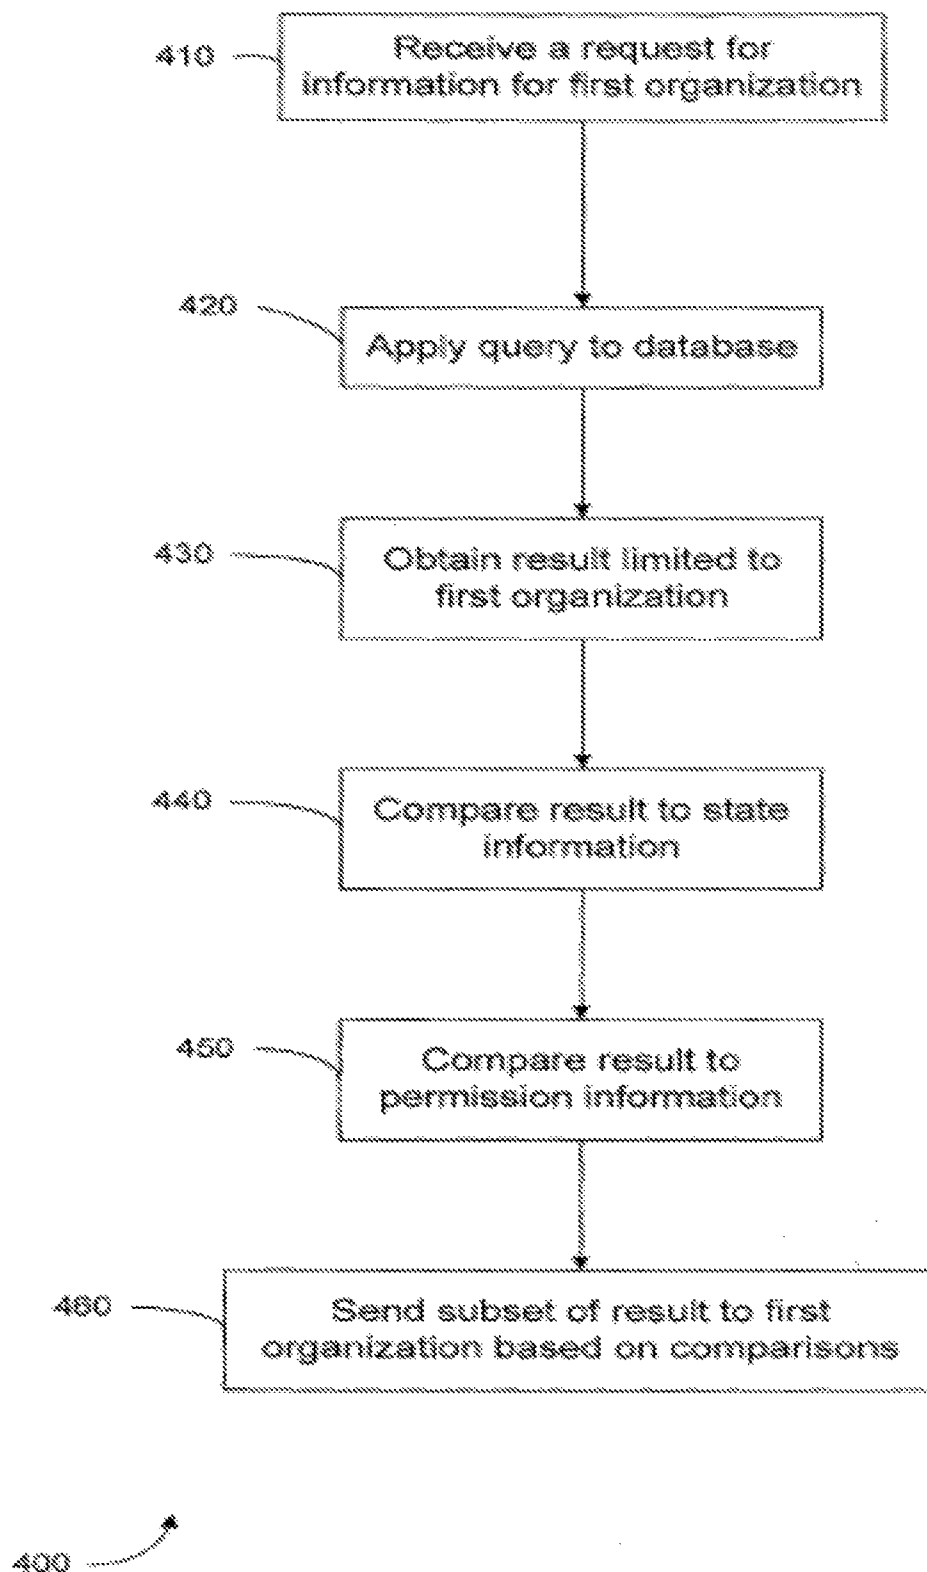 410
Receive a request for
information for first organization
420
Apply query to database
430
Obtain result limited to
first organization
440
Compare result to state
information
450
Compare result to
permission information
460
Send subset of result to first
organization based on comparisons
400